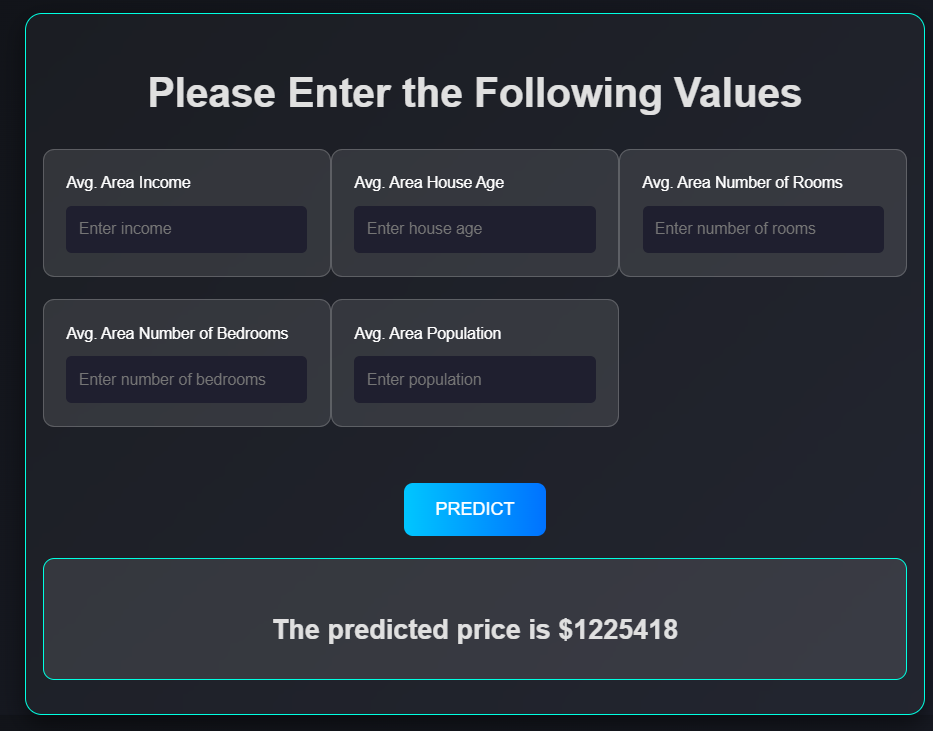 Please Enter the Following Values
Avg. Area Income
Enter income
Avg. Area House Age
Enter house age
Avg. Area Number of Rooms
Enter number of rooms
Avg. Area Number of Bedrooms
Enter number of bedrooms
Avg. Area Population
Enter population
PREDICT
The predicted price is $1225418